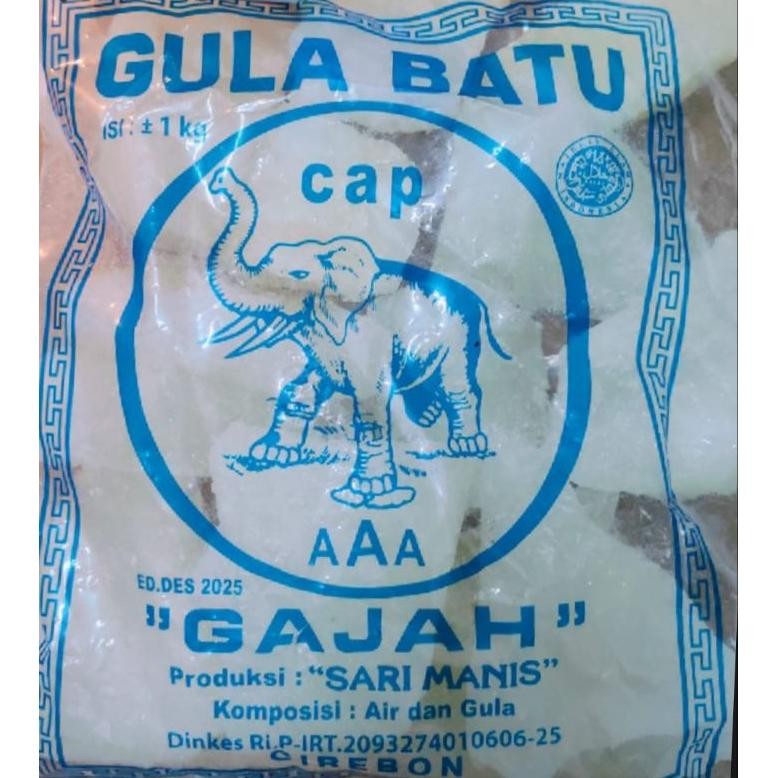 GULA BATU
ISI : ± 1 kg
cap
AAA
ED.DES 2025
"GAJAH"
Produksi : "SARI MANIS"
Komposisi : Air dan Gula
Dinkes Ri.P-IRT.2093274010606-25
CIREBON